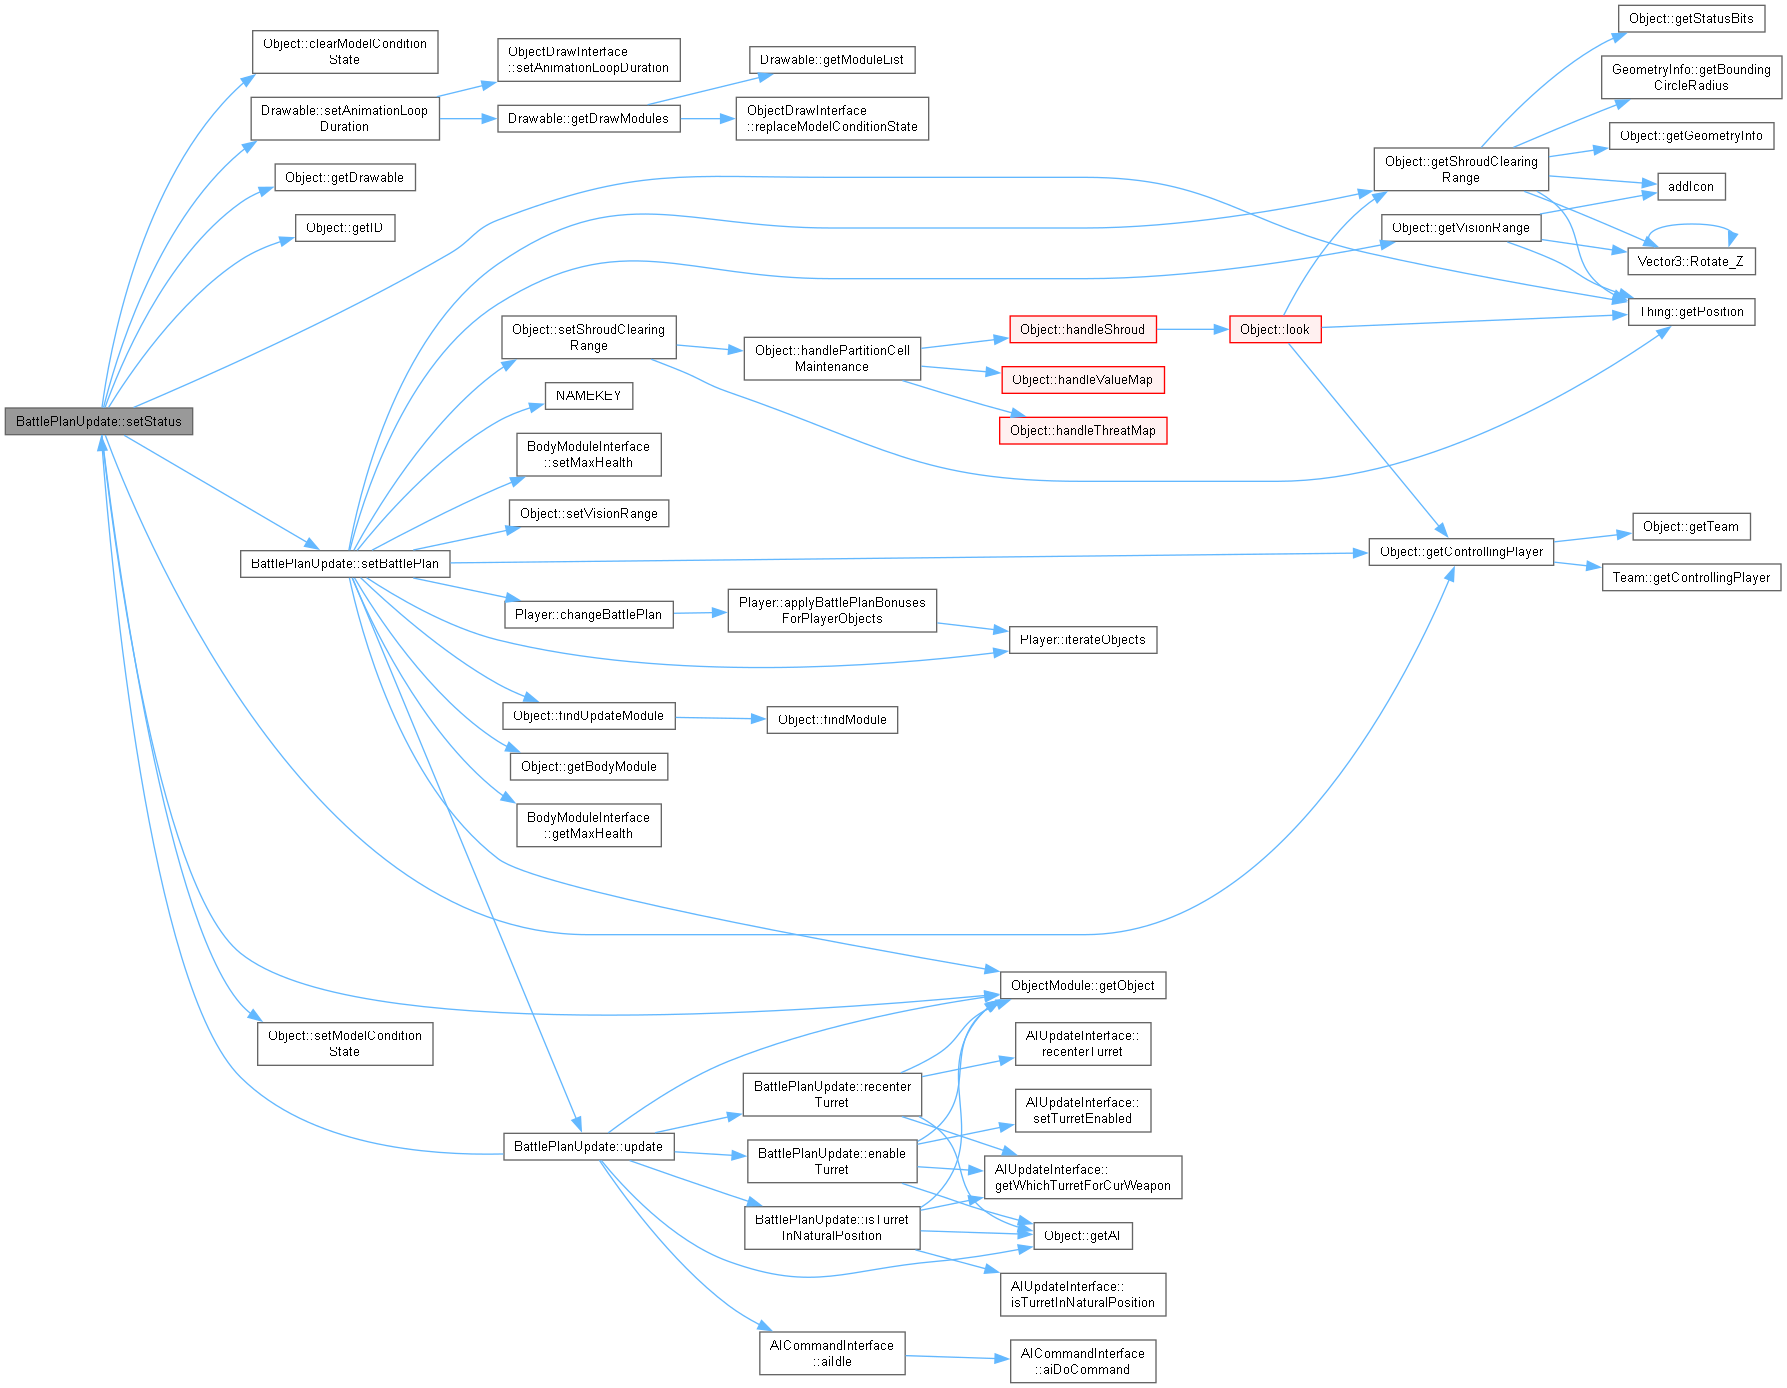 BattlePlanUpdate::setStatus
Object::clearModelCondition
State
Drawable::setAnimationLoop
Duration
Object::getDrawable
Object::getID
BattlePlanUpdate::setBattlePlan
Object::setModelCondition
State
ObjectDrawInterface
::setAnimationLoopDuration
Drawable::getDrawModules
Drawable::getModuleList
ObjectDrawInterface
::replaceModelConditionState
Object::setShroudClearing
Range
NAMEKEY
BodyModuleInterface
::setMaxHealth
Object::setVisionRange
Player::changeBattlePlan
Object::findUpdateModule
Object::getBodyModule
BodyModuleInterface
::getMaxHealth
BattlePlanUpdate::update
Object::handlePartitionCell
Maintenance
Player::applyBattlePlanBonuses
ForPlayerObjects
Object::findModule
BattlePlanUpdate::recenter
Turret
BattlePlanUpdate::enable
Turret
BattlePlanUpdate::isTurret
InNaturalPosition
AICommandInterface
::aiIdle
Object::handleShroud
Object::handleValueMap
Object::handleThreatMap
Player::iterateObjects
ObjectModule::getObject
AIUpdateInterface::
recenterTurret
AIUpdateInterface::
setTurretEnabled
AIUpdateInterface::
getWhichTurretForCurWeapon
Object::getAI
AIUpdateInterface::
isTurretInNaturalPosition
AICommandInterface
::aiDoCommand
Object::look
Object::getShroudClearing
Range
Object::getVisionRange
Object::getControllingPlayer
Object::getStatusBits
GeometryInfo::getBounding
CircleRadius
Object::getGeometryInfo
addIcon
Vector3::Rotate_Z
Thing::getPosition
Object::getTeam
Team::getControllingPlayer